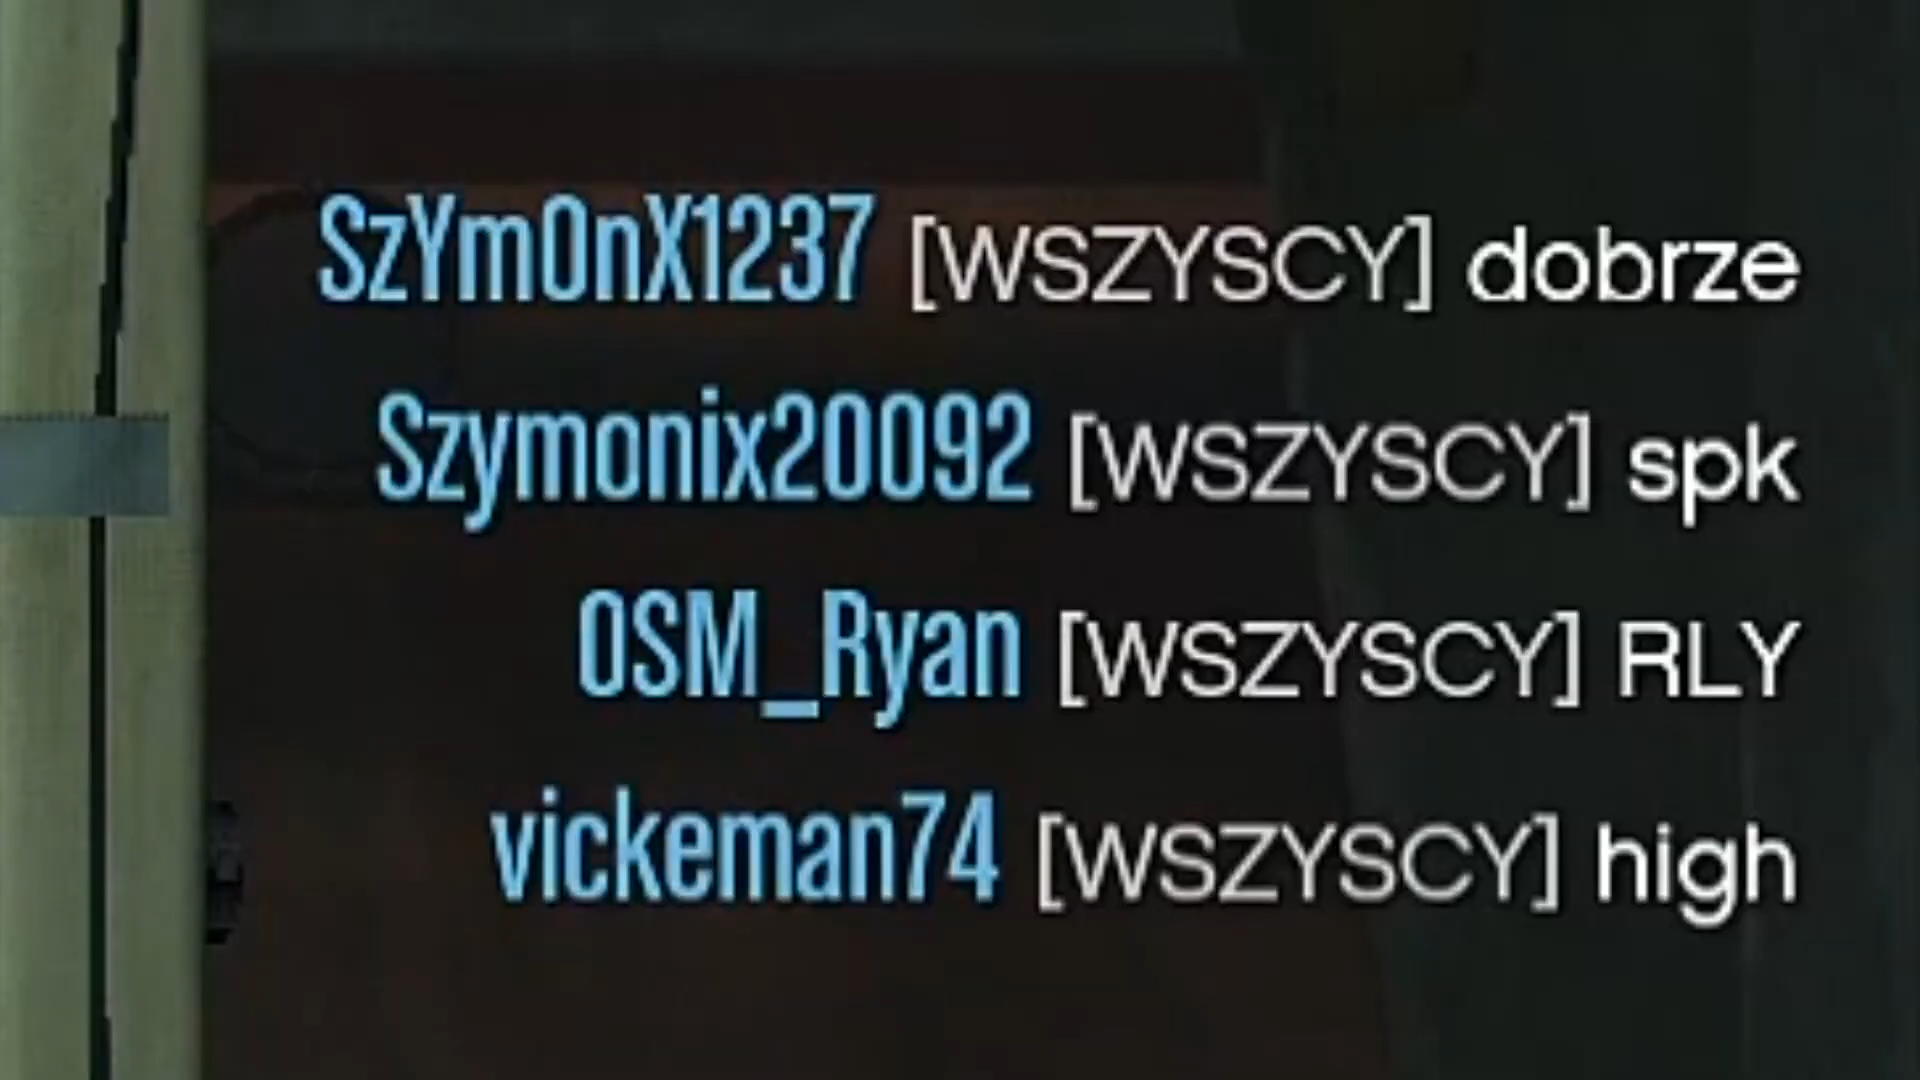 SzYmOnX1237 [WSZYSCY] dobrze
Szymonix20092 [WSZYSCY] spk
OSM_Ryan [WSZYSCY] RLY
vickeman74 [WSZYSCY] high